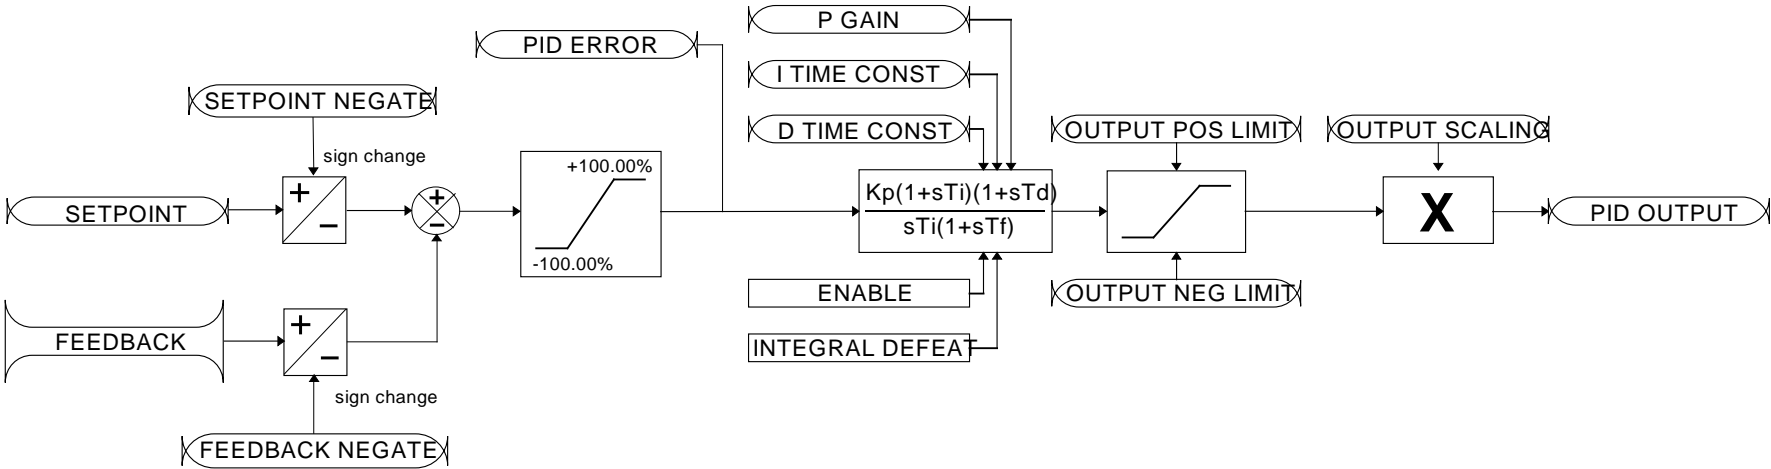 P GAIN
PID ERROR
I TIME CONST
SETPOINT NEGATE
D TIME CONST
OUTPUT POS LIMIT
OUTPUT SCALING
sign change
+100.00%
-100.00%
+
−
SETPOINT
+
−
Kp(1+sTi)(1+sTd)
sTi(1+sTf)
X
PID OUTPUT
ENABLE
OUTPUT NEG LIMIT
FEEDBACK
+
−
INTEGRAL DEFEAT
sign change
FEEDBACK NEGATE